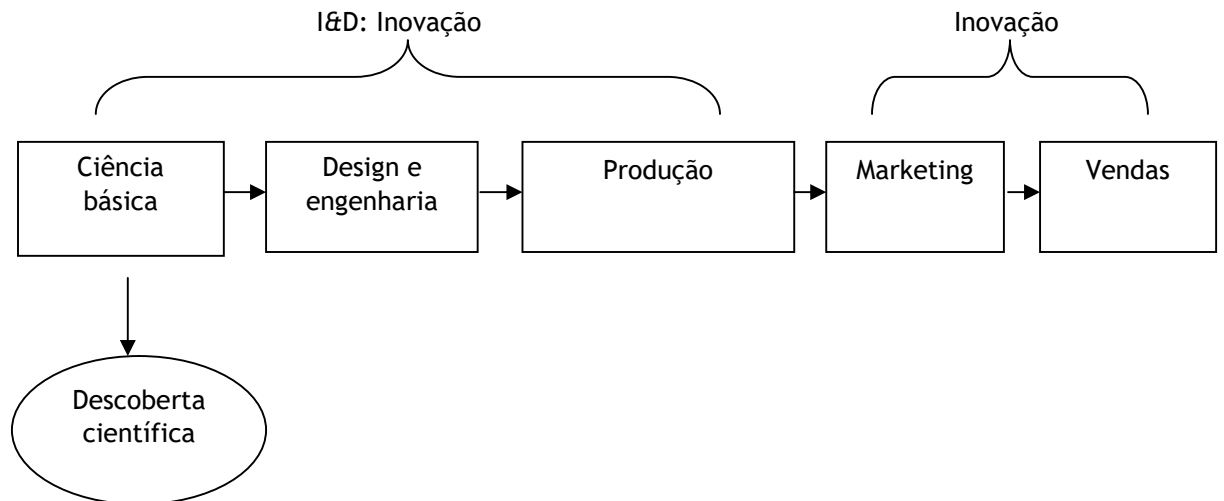 I&D: Inovação
Inovação
Ciência
básica
Design e
engenharia
Produção
Marketing
Vendas
Descoberta
científica